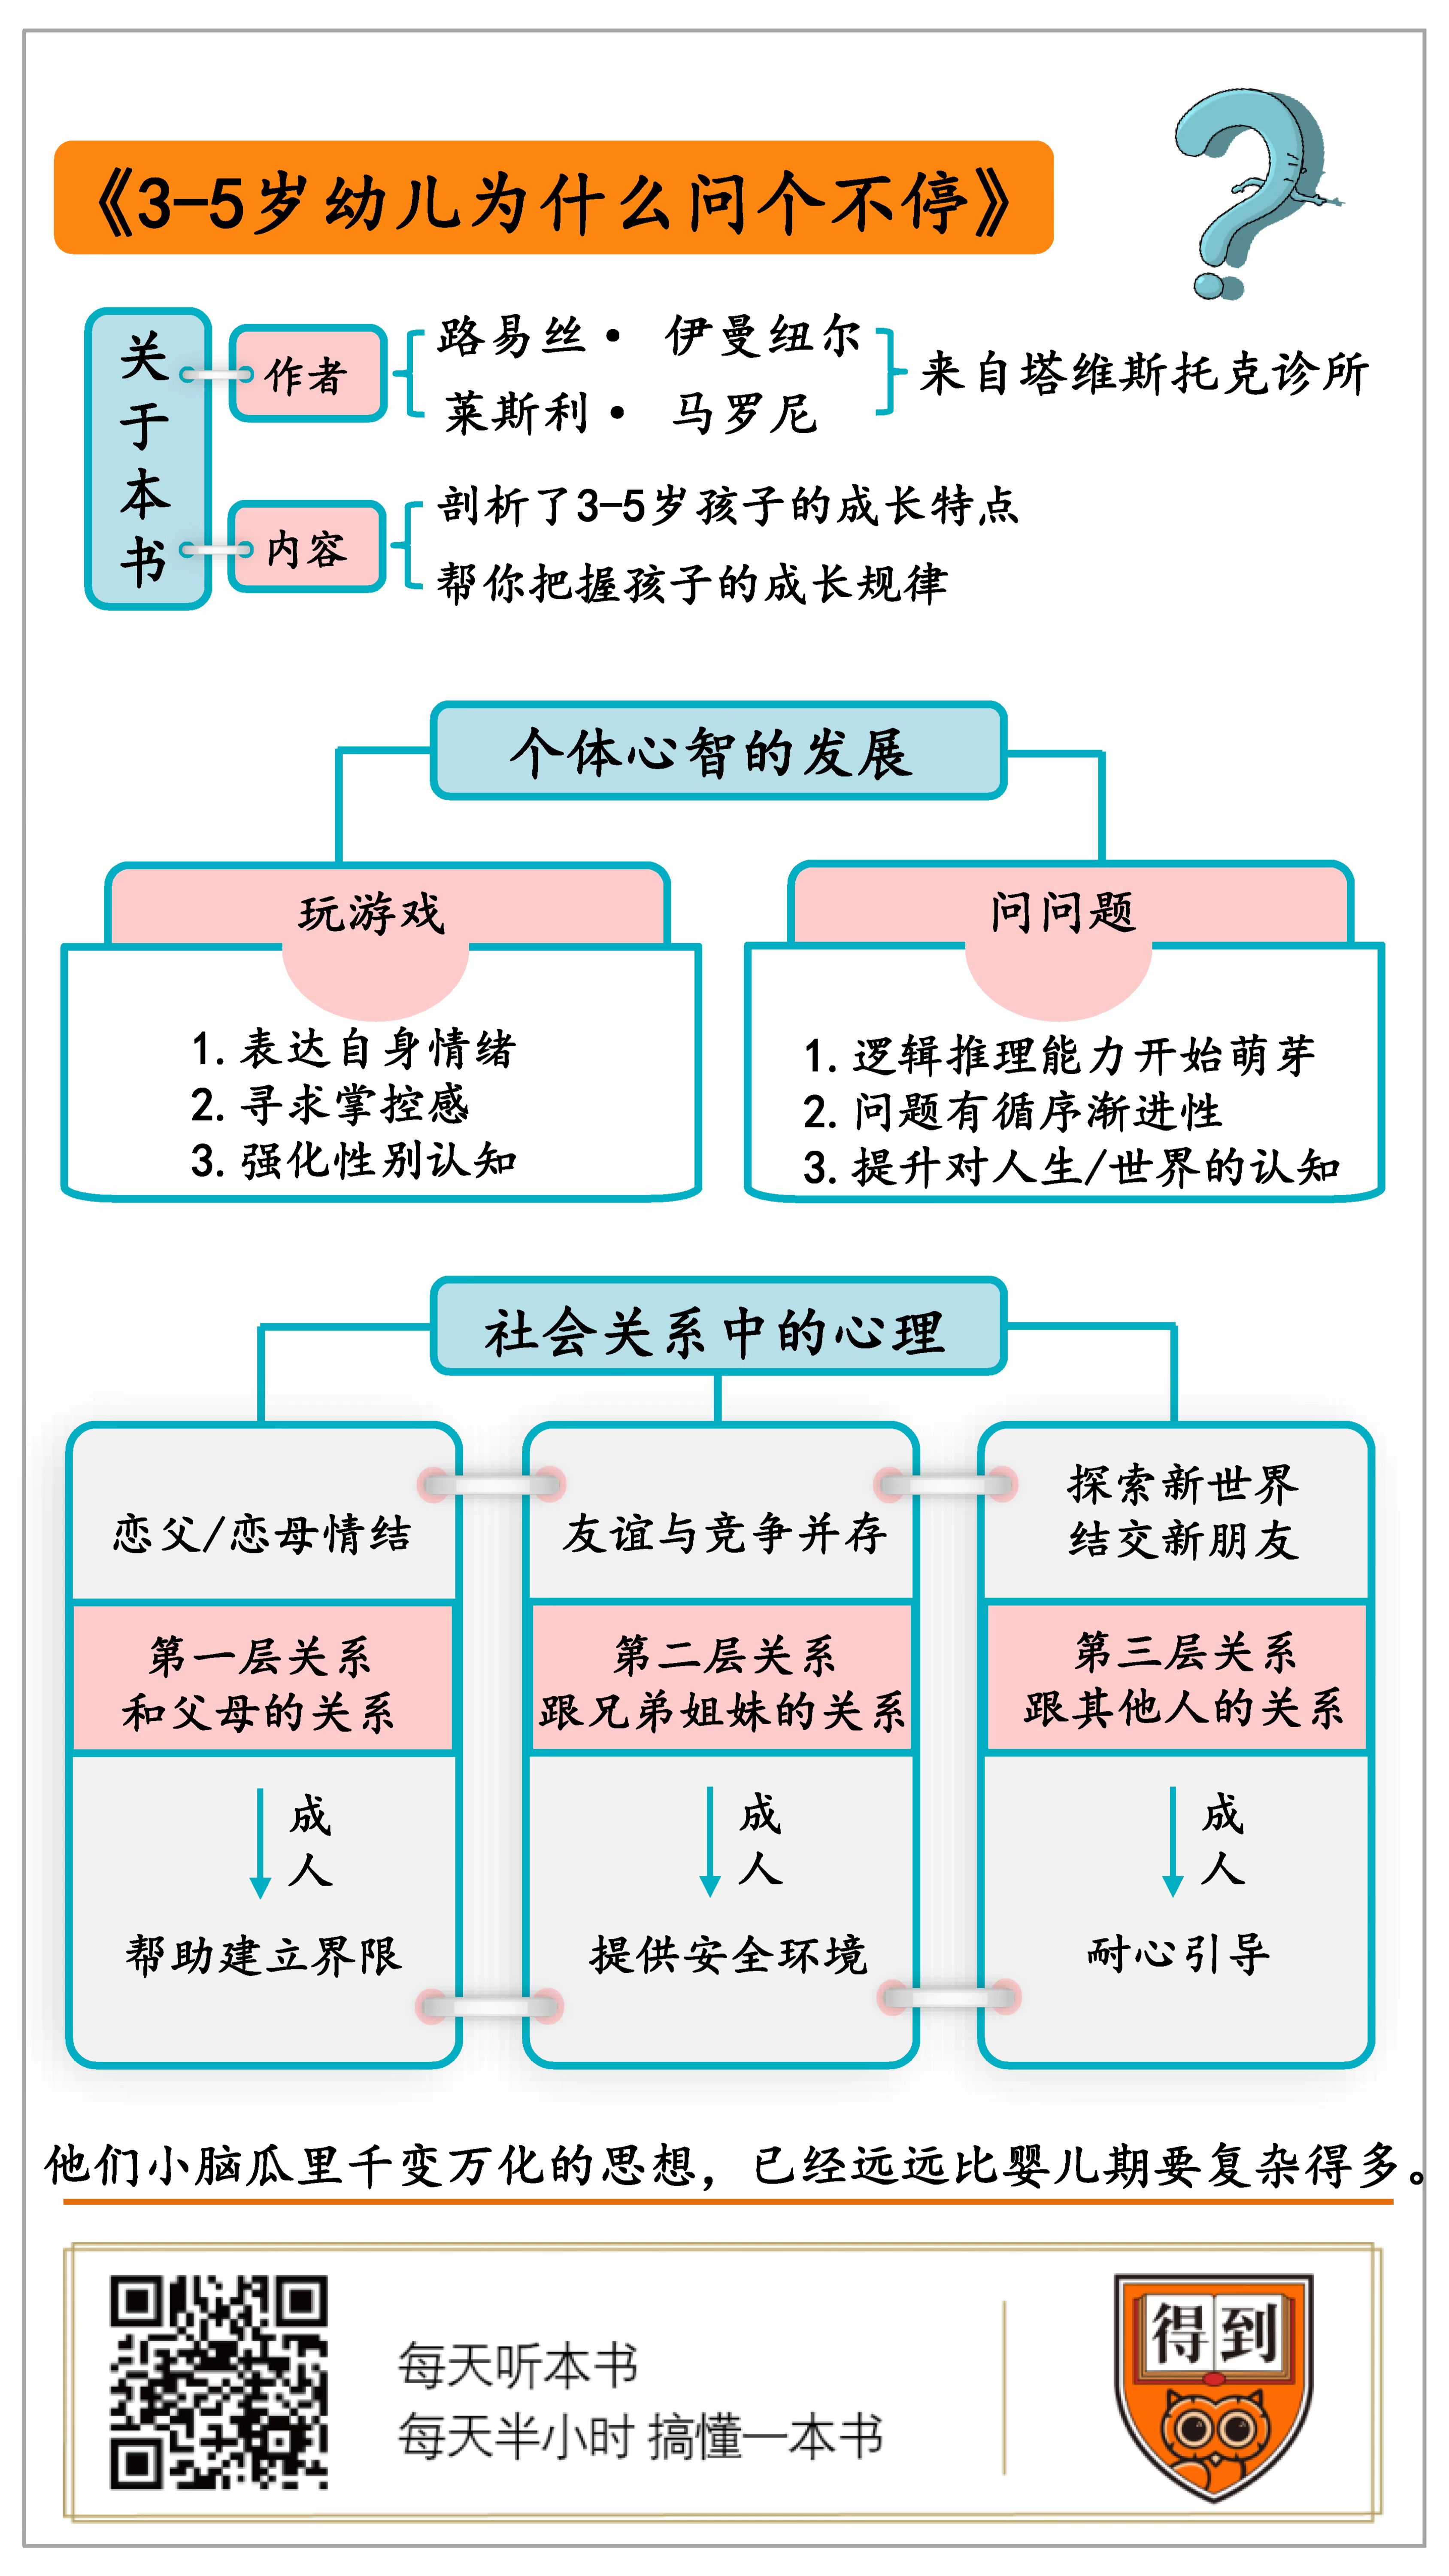 《3-5岁幼儿为什么问个不停》
关于本书
作者
路易丝· 伊曼纽尔
莱斯利· 马罗尼
来自塔维斯托克诊所
内容
剖析了3-5岁孩子的成长特点
帮你把握孩子的成长规律
个体心智的发展
玩游戏
1. 表达自身情绪
2. 寻求掌控感
3. 强化性别认知
问问题
1. 逻辑推理能力开始萌芽
2. 问题有循序渐进性
3. 提升对人生/世界的认知
社会关系中的心理
恋父/恋母情结
第一层关系
和父母的关系
成人
帮助建立界限
友谊与竞争并存
第二层关系
跟兄弟姐妹的关系
成人
提供安全环境
探索新世界
结交新朋友
第三层关系
跟其他人的关系
成人
耐心引导
他们小脑瓜里千变万化的思想，已经远远比婴儿期要复杂得多。
每天听本书
每天半小时 搞懂一本书
得到